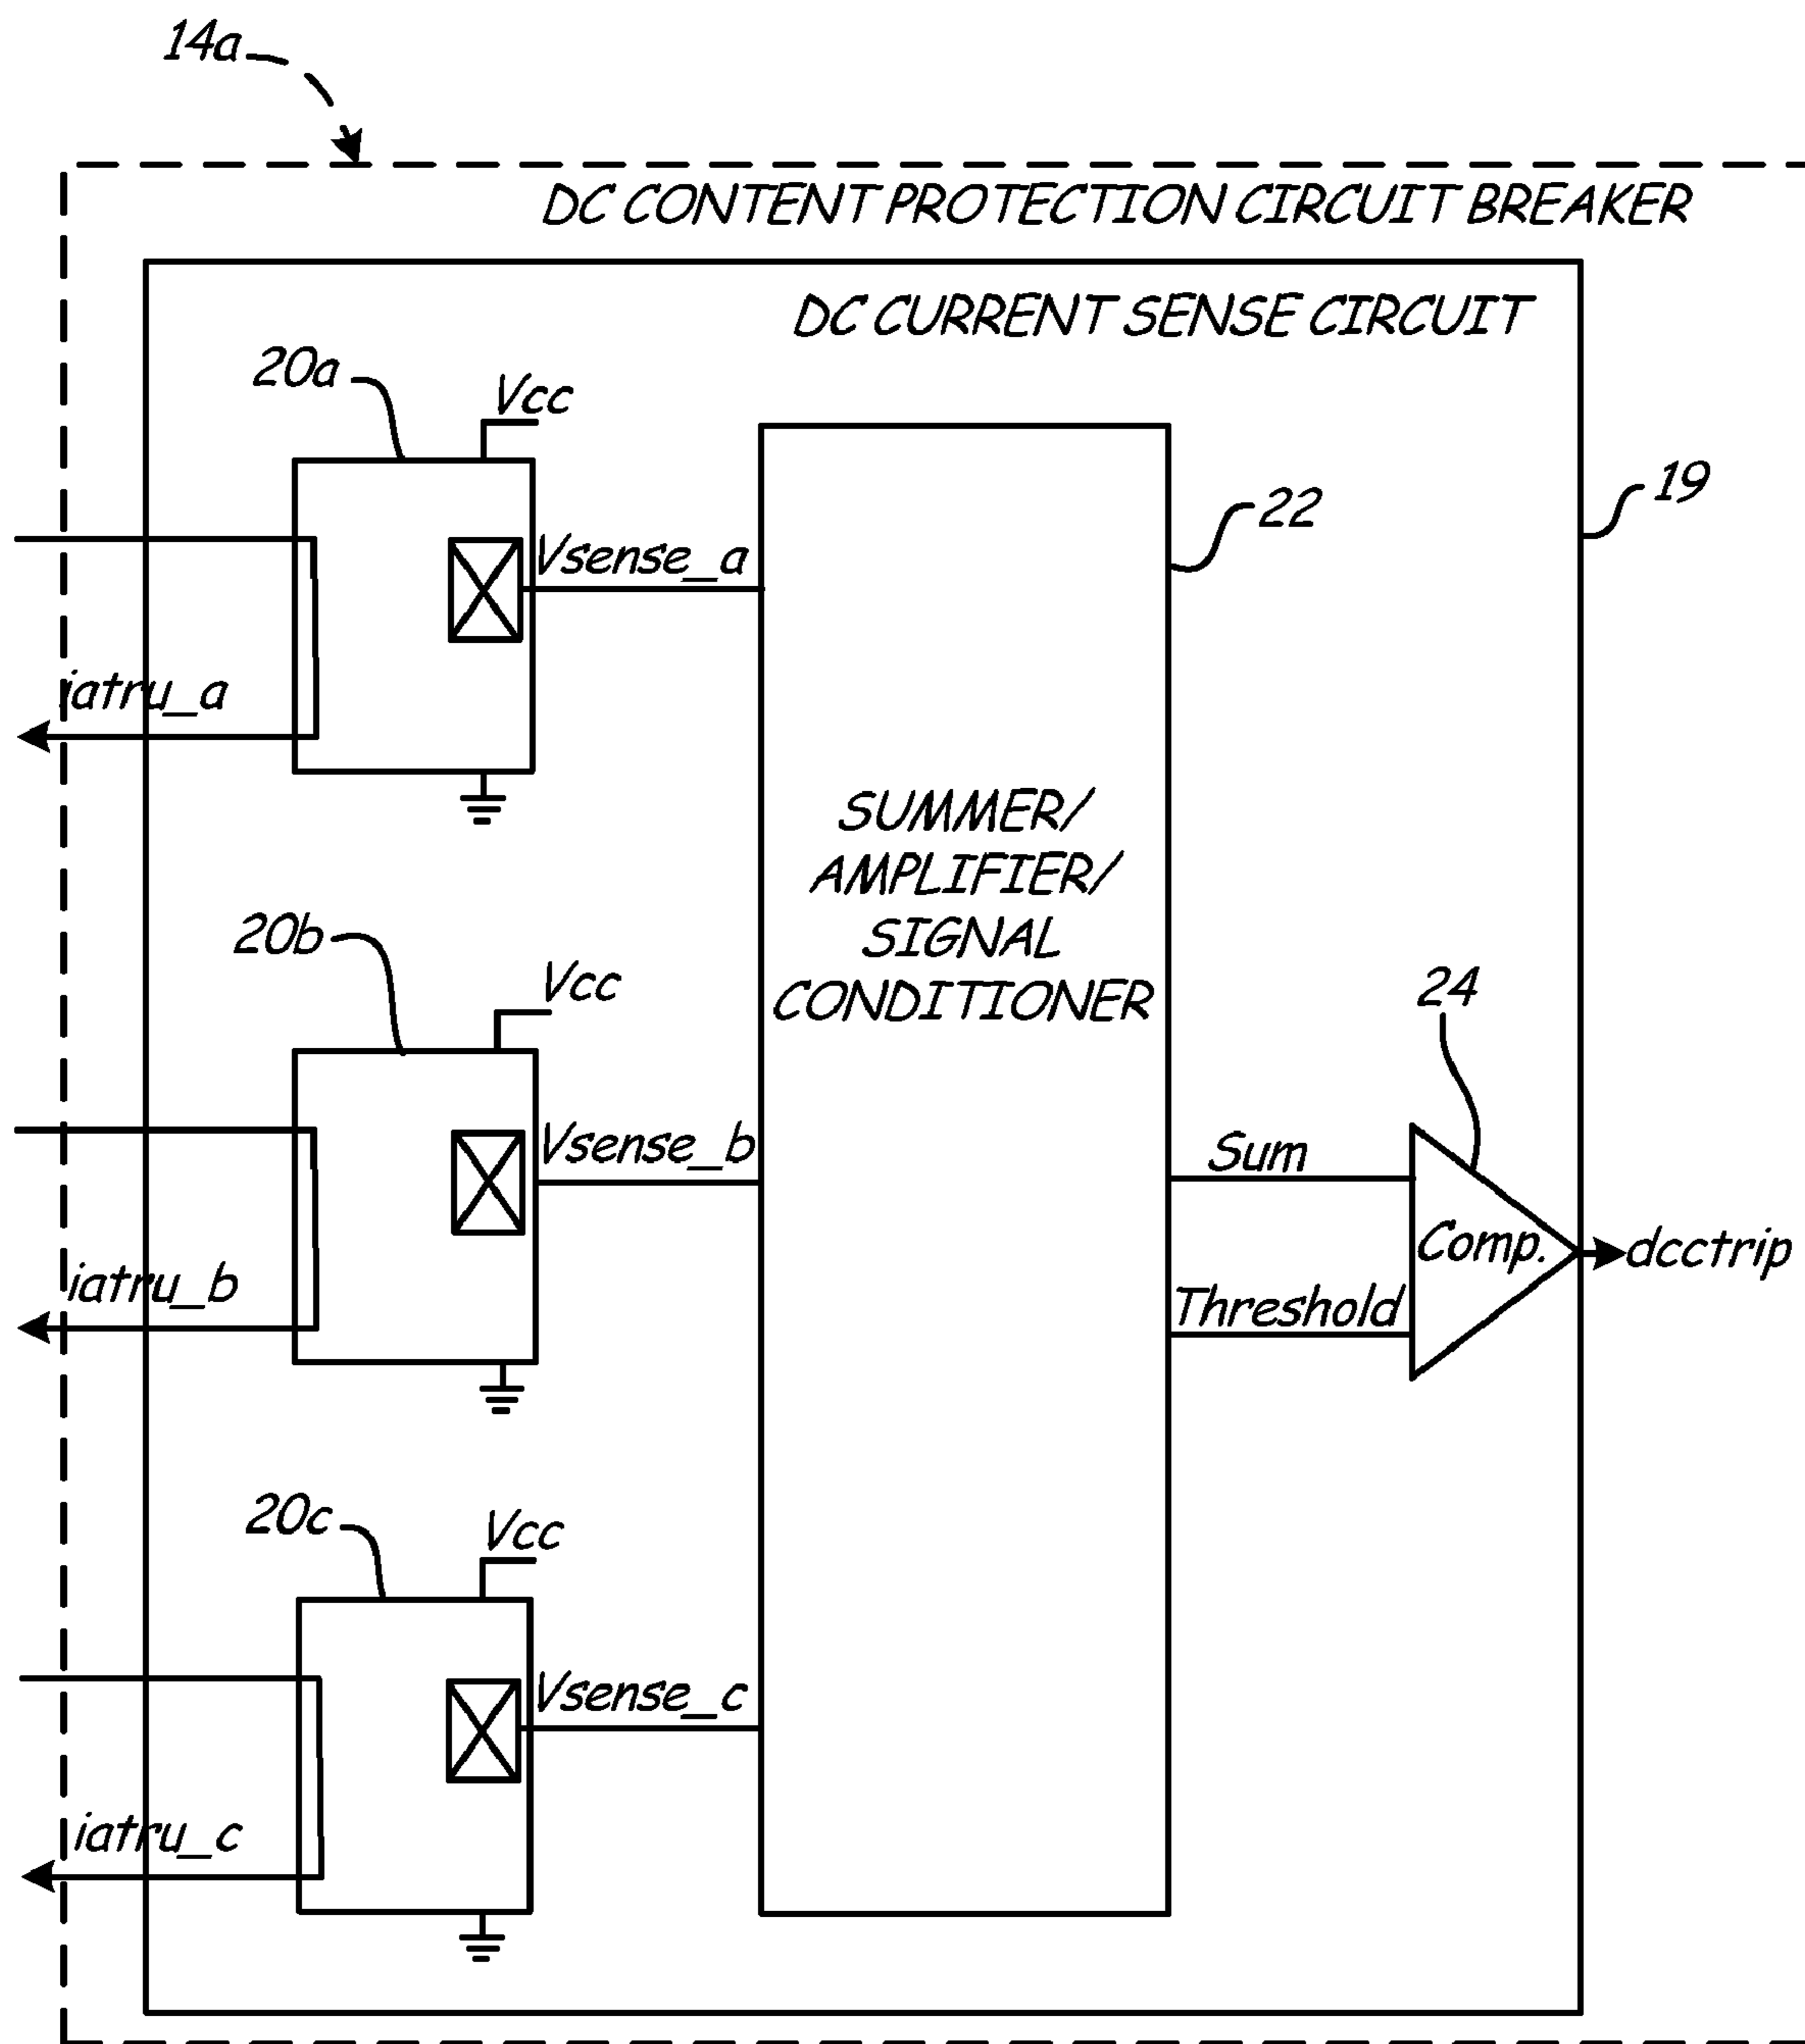 14a
DC CONTENT PROTECTION CIRCUIT BREAKER
DC CURRENT SENSE CIRCUIT
20a
Vcc
19
22
Vsense_a
iatru_a
SUMMER/
AMPLIFIER/
SIGNAL
CONDITIONER
20b
Vcc
24
Vsense_b
Sum
Comp.
dcctrip
iatru_b
Threshold
20c
Vcc
Vsense_c
iatru_c